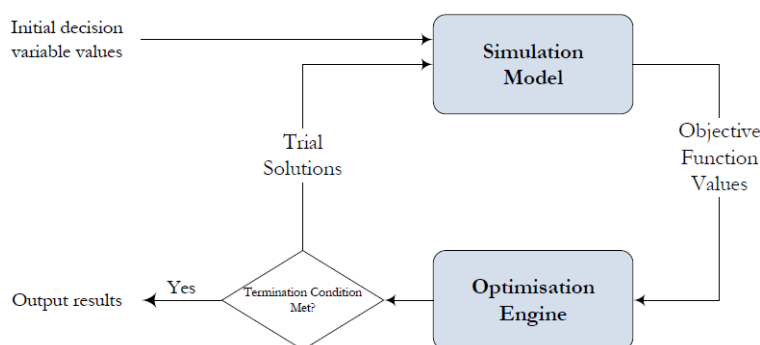 Initial decision
variable values
Simulation
Model
Trial
Solutions
Objective
Function
Values
Output results
Yes
Termination Condition
Met?
Optimisation
Engine